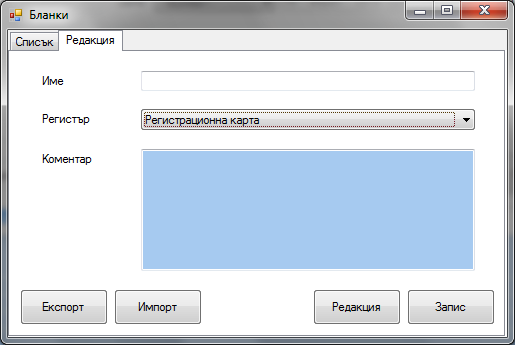 Бланки
Списък Редакция
Име
Регистър Регистрационна карта
Коментар
Експорт Импорт Редакция Запис